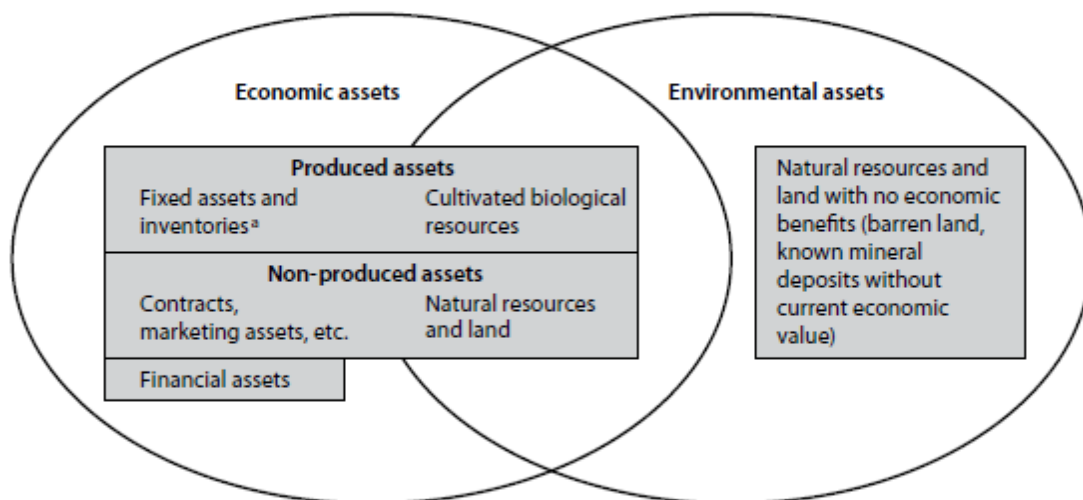 Economic assets
Environmental assets
Produced assets
Fixed assets and
inventoriesᵃ
Cultivated biological
resources
Non-produced assets
Contracts,
marketing assets, etc.
Natural resources
and land
Financial assets
Natural resources and
land with no economic
benefits (barren land,
known mineral
deposits without
current economic
value)